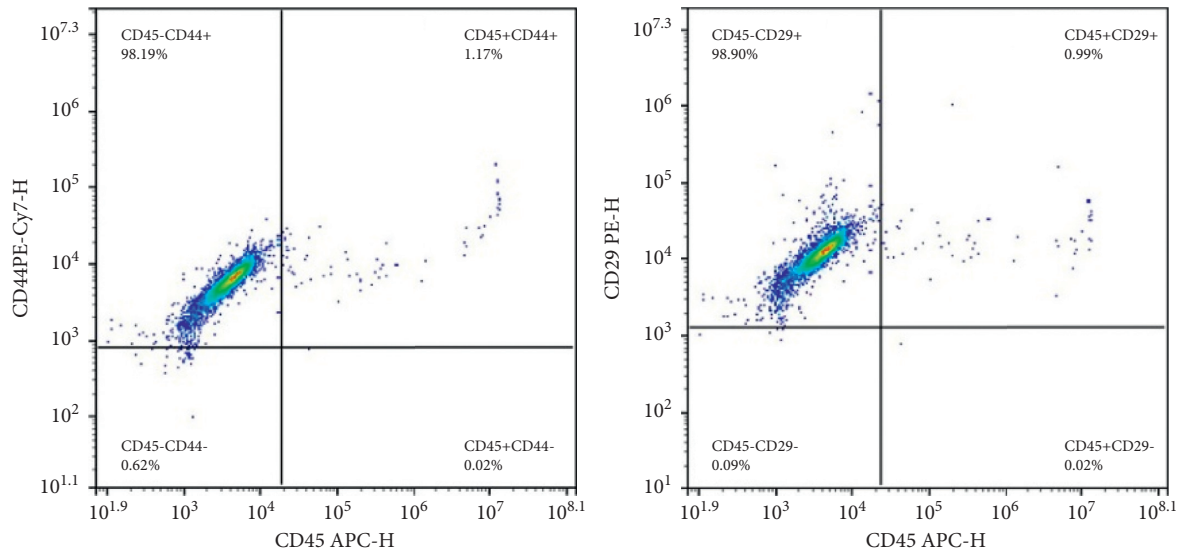 CD45-CD44+
98.19%
CD45+CD44+
1.17%
CD45-CD44-
0.62%
CD45+CD44-
0.02%
10^7.3
10^6
10^5
10^4
10^3
10^2
10^1.1
CD44PE-Cy7-H
10^1.9 10^3 10^4 10^5 10^6 10^7 10^8.1
CD45 APC-H
CD45-CD29+
98.90%
CD45+CD29+
0.99%
CD45-CD29-
0.09%
CD45+CD29-
0.02%
10^7.3
10^6
10^5
10^4
10^3
10^2
10^1
CD29 PE-H
10^1.9 10^3 10^4 10^5 10^6 10^7 10^8.1
CD45 APC-H